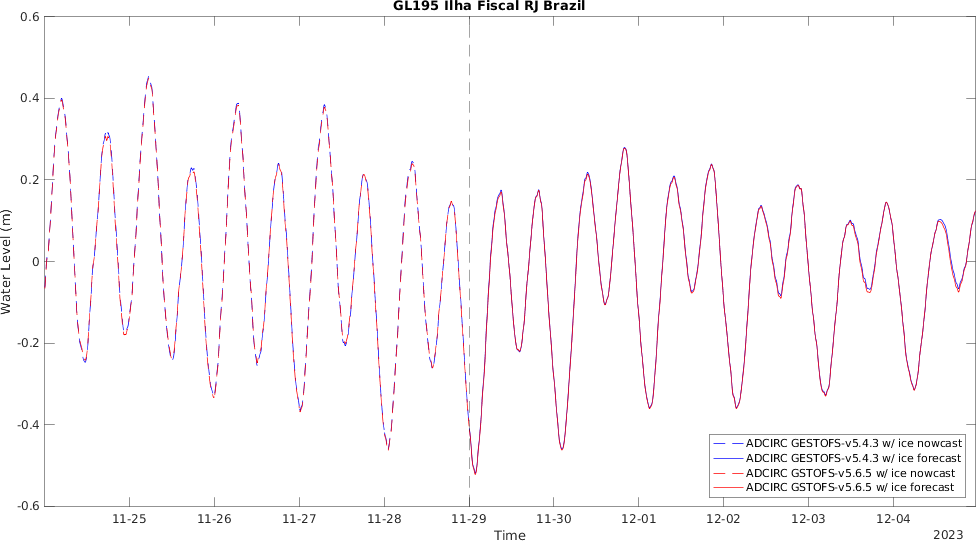 GL195 Ilha Fiscal RJ Brazil
0.6
0.4
0.2
0
-0.2
-0.4
-0.6
Water Level (m)
11-25 11-26 11-27 11-28 11-29 11-30 12-01 12-02 12-03 12-04
Time
2023
ADCIRC GESTOFS-v5.4.3 w/ ice nowcast
ADCIRC GESTOFS-v5.4.3 w/ ice forecast
ADCIRC GSTOFS-v5.6.5 w/ ice nowcast
ADCIRC GSTOFS-v5.6.5 w/ ice forecast